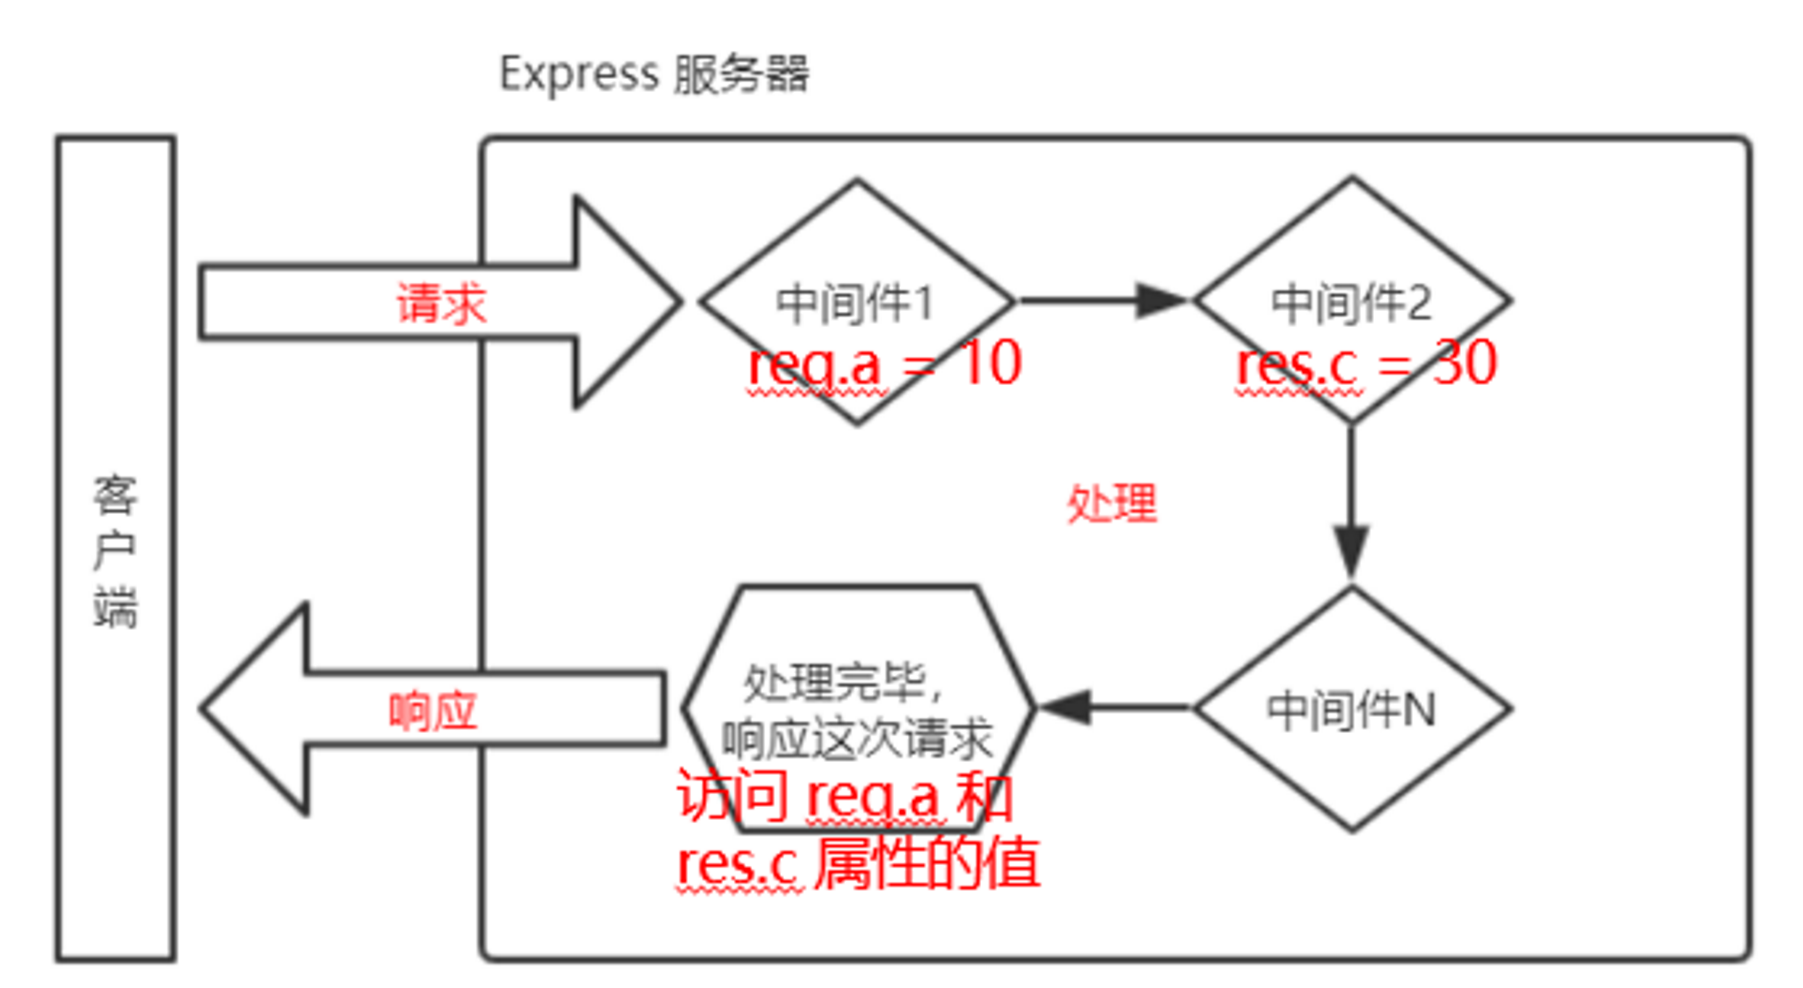 Express 服务器
请求
中间件1
req.a = 10
中间件2
res.c = 30
客
户
端
处理
中间件N
处理完毕,
响应这次请求
访问 req.a 和
res.c 属性的值
响应